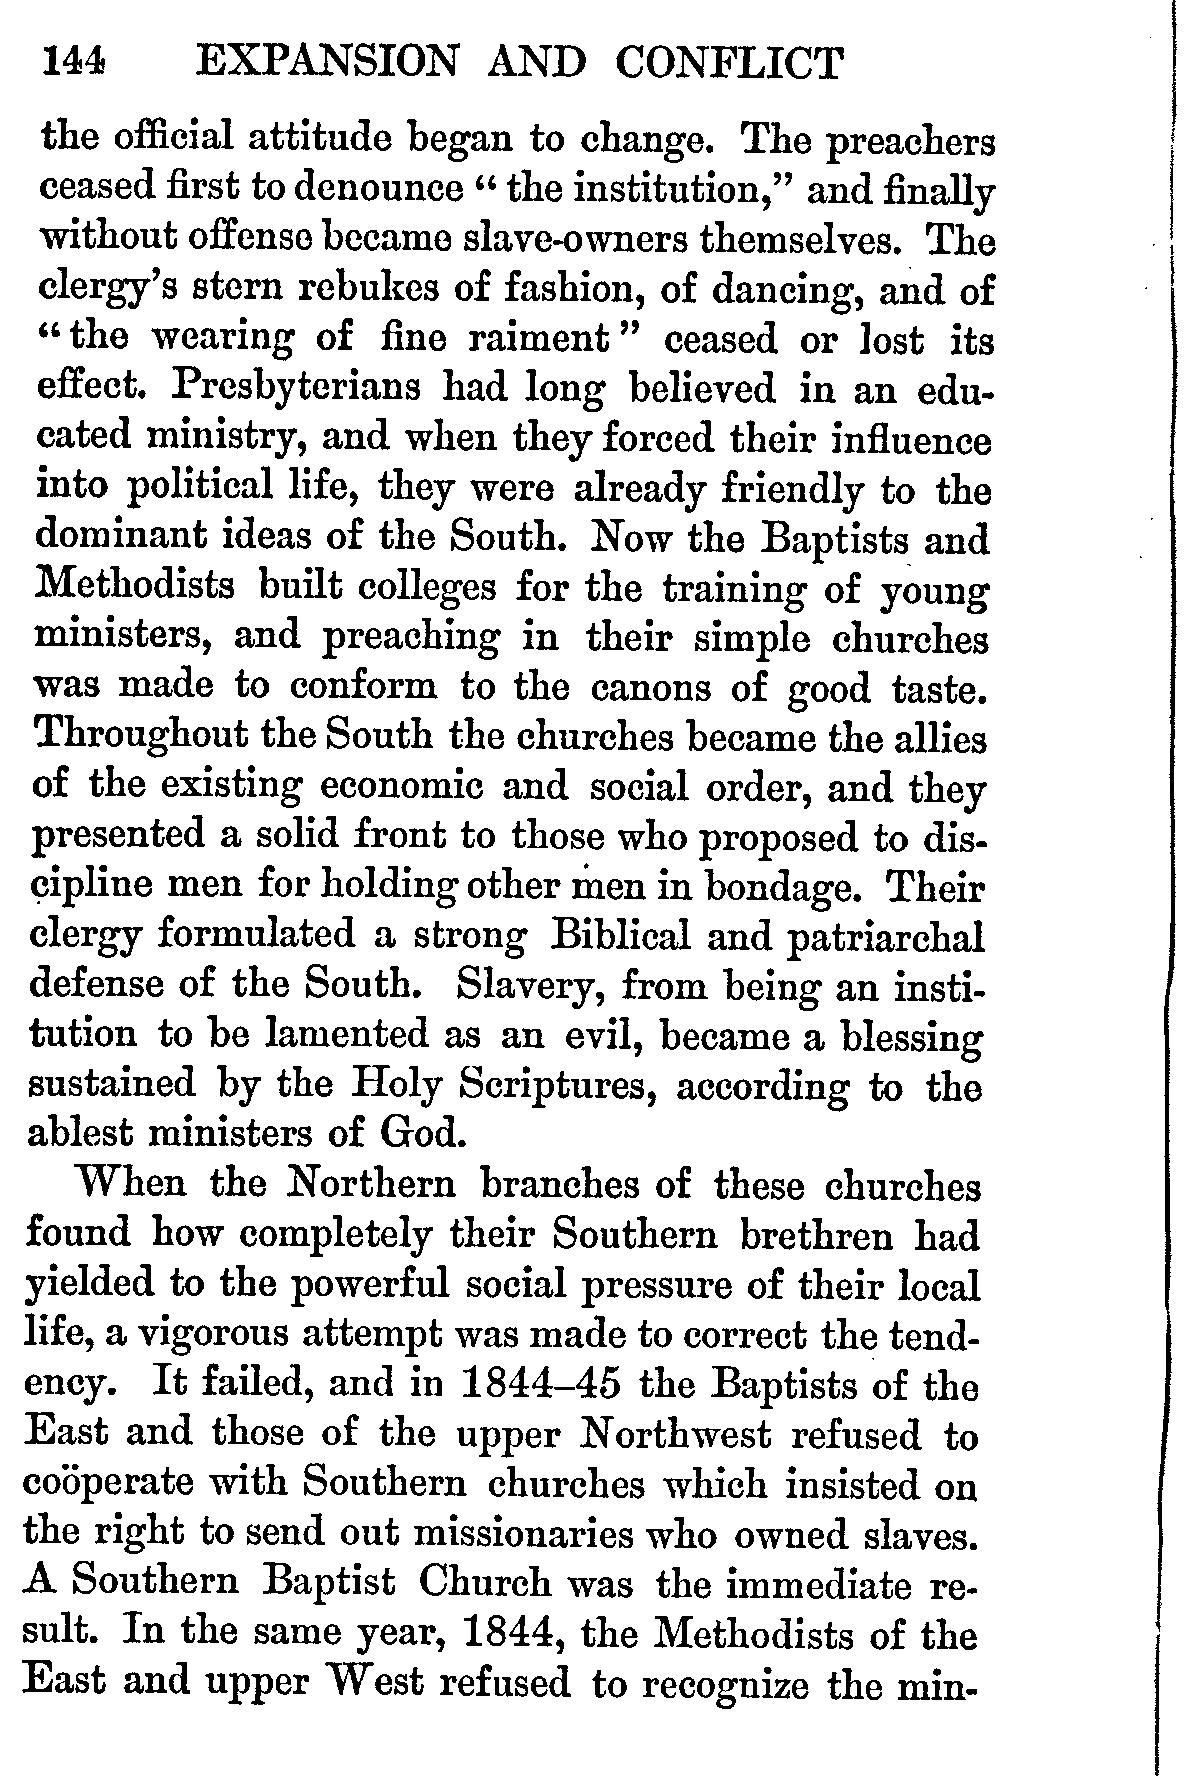 144 EXPANSION AND CONFLICT
the official attitude began to change. The preachers
ceased first to denounce “the institution,” and finally
without offense became slave-owners themselves. The
clergy’s stern rebukes of fashion, of dancing, and of
“the wearing of fine raiment” ceased or lost its
effect. Presbyterians had long believed in an edu-
cated ministry, and when they forced their influence
into political life, they were already friendly to the
dominant ideas of the South. Now the Baptists and
Methodists built colleges for the training of young
ministers, and preaching in their simple churches
was made to conform to the canons of good taste.
Throughout the South the churches became the allies
of the existing economic and social order, and they
presented a solid front to those who proposed to dis-
cipline men for holding other men in bondage. Their
clergy formulated a strong Biblical and patriarchal
defense of the South. Slavery, from being an insti-
tution to be lamented as an evil, became a blessing
sustained by the Holy Scriptures, according to the
ablest ministers of God.
When the Northern branches of these churches
found how completely their Southern brethren had
yielded to the powerful social pressure of their local
life, a vigorous attempt was made to correct the tend-
ency. It failed, and in 1844–45 the Baptists of the
East and those of the upper Northwest refused to
coöperate with Southern churches which insisted on
the right to send out missionaries who owned slaves.
A Southern Baptist Church was the immediate re-
sult. In the same year, 1844, the Methodists of the
East and upper West refused to recognize the min-